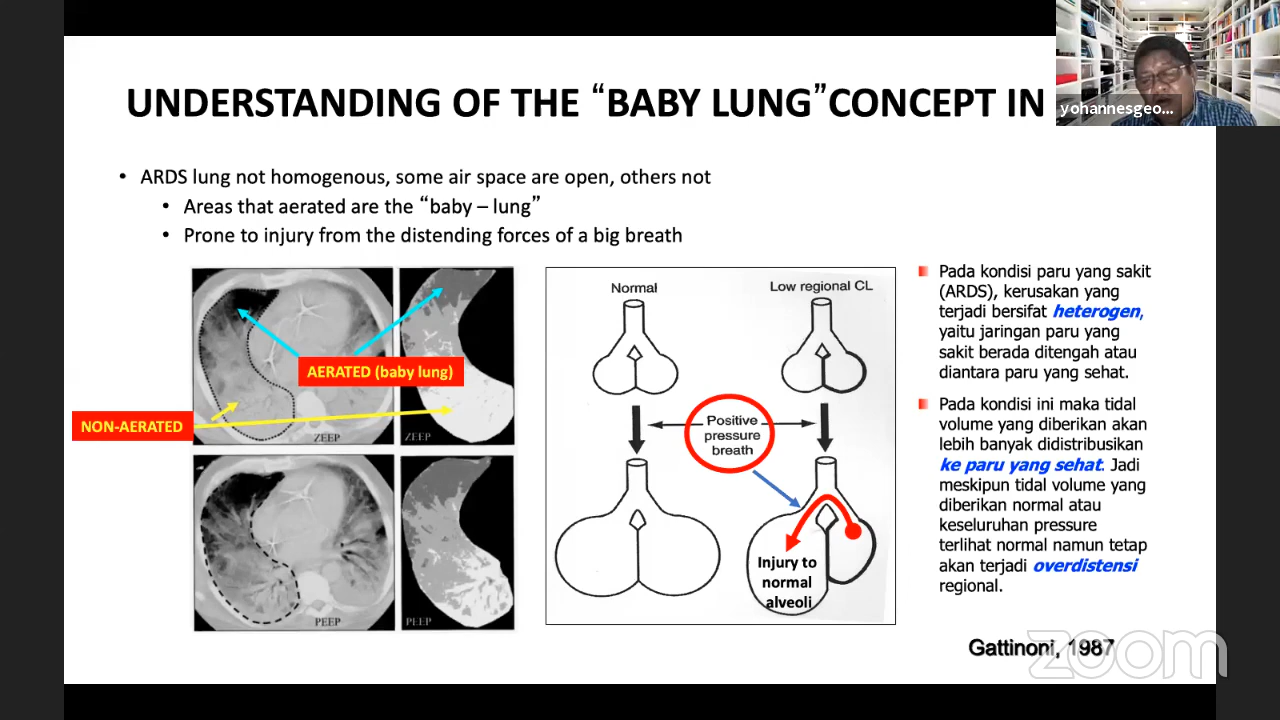 UNDERSTANDING OF THE “BABY LUNG”CONCEPT IN
yohannesgeo...
• ARDS lung not homogenous, some air space are open, others not
• Areas that aerated are the “baby – lung”
• Prone to injury from the distending forces of a big breath
AERATED (baby lung)
NON-AERATED
ZEEP
ZEEP
PEEP
PEEP
Normal
Low regional CL
Positive
pressure
breath
Injury to
normal
alveoli
Pada kondisi paru yang sakit
(ARDS), kerusakan yang
terjadi bersifat heterogen,
yaitu jaringan paru yang
sakit berada ditengah atau
diantara paru yang sehat.
Pada kondisi ini maka tidal
volume yang diberikan akan
lebih banyak didistribusikan
ke paru yang sehat. Jadi
meskipun tidal volume yang
diberikan normal atau
keseluruhan pressure
terlihat normal namun tetap
akan terjadi overdistensi
regional.
Gattinoni, 1987
zoom